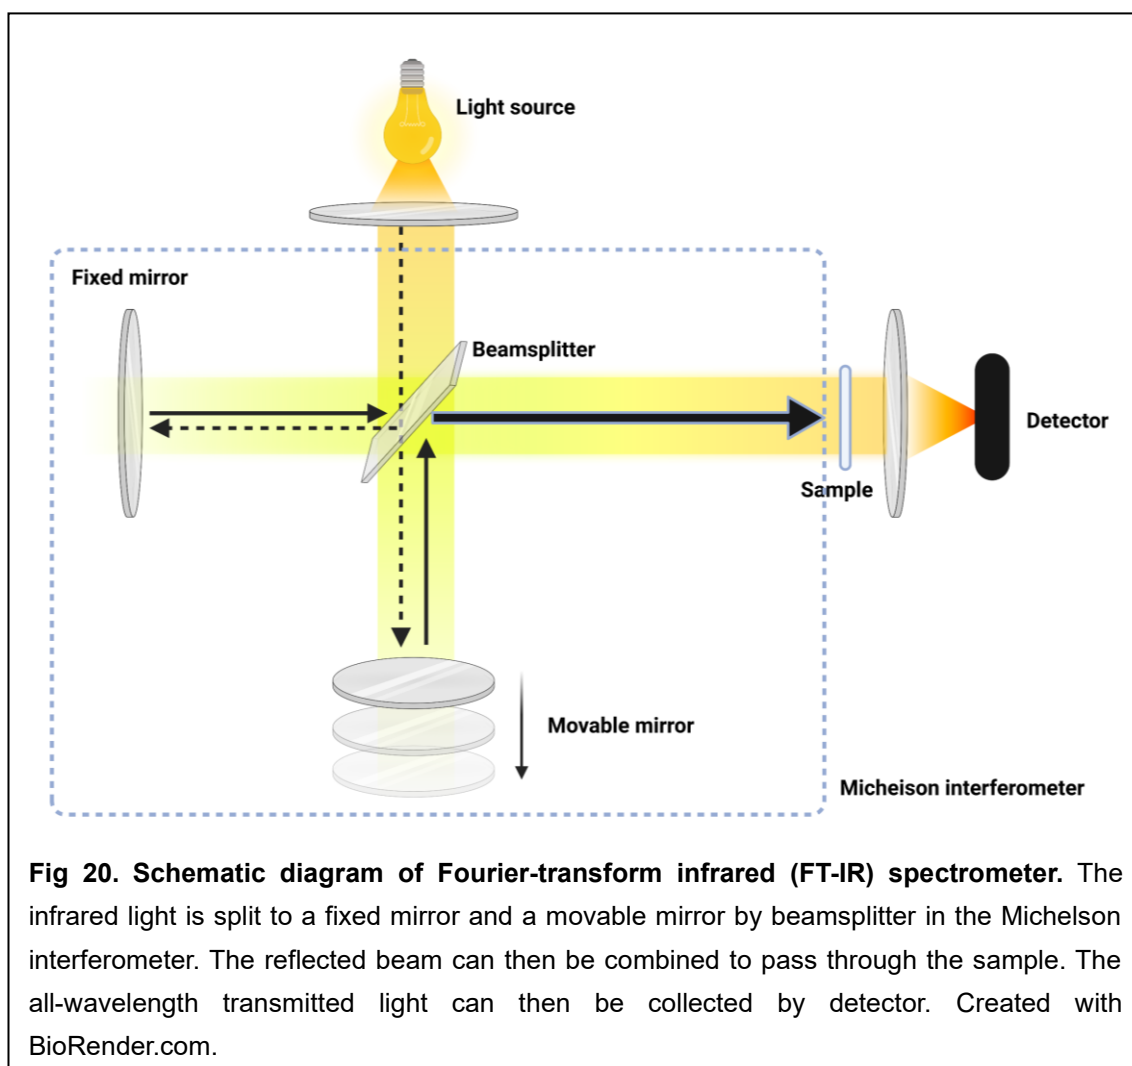 Light source
Fixed mirror
Beamsplitter
Detector
Sample
Movable mirror
Micheison interferometer
Fig 20. Schematic diagram of Fourier-transform infrared (FT-IR) spectrometer. The
infrared light is split to a fixed mirror and a movable mirror by beamsplitter in the Michelson
interferometer. The reflected beam can then be combined to pass through the sample. The
all-wavelength transmitted light can then be collected by detector. Created with
BioRender.com.